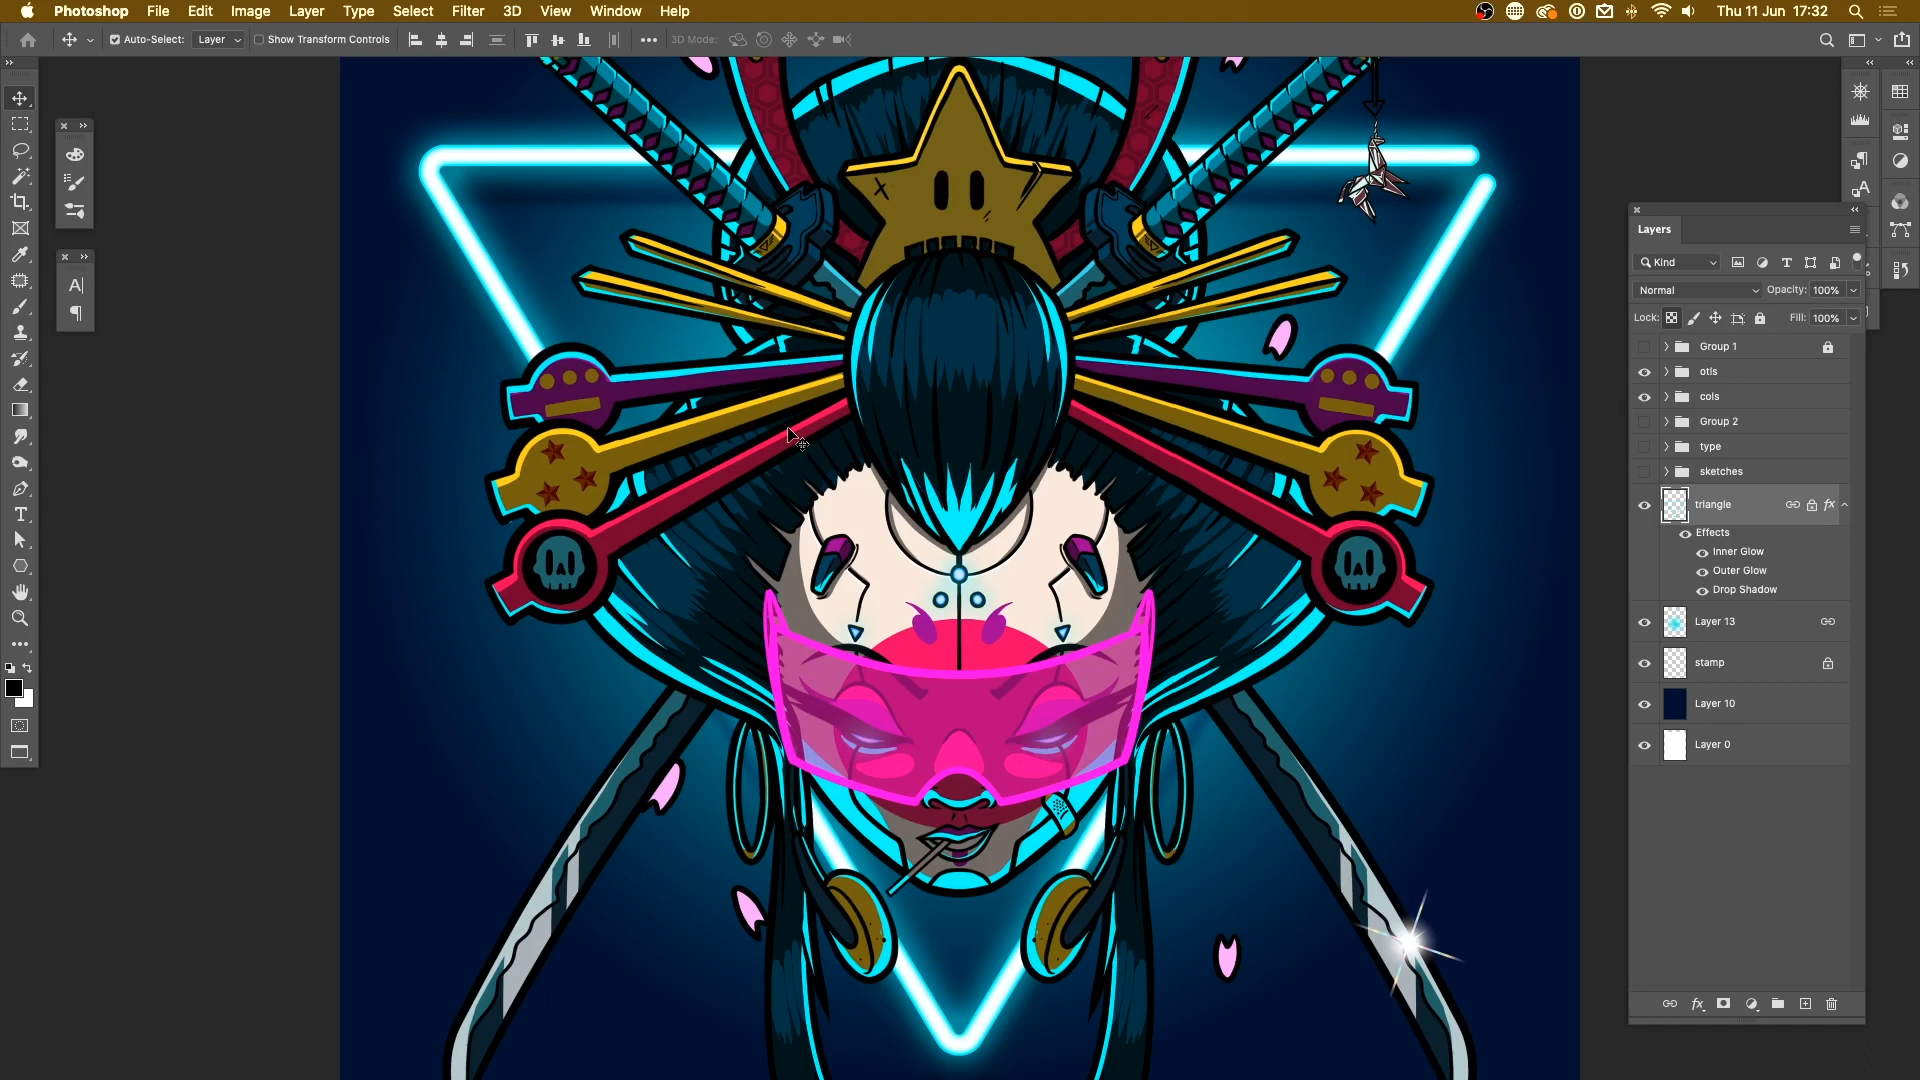 Photoshop File Edit Image Layer Type Select Filter 3D View Window Help Thu 11 Jun 17:32
Auto-Select: Layer Show Transform Controls 3D Mode:
Layers
Kind
Normal Opacity: 100%
Lock: Fill: 100%
Group 1
otls
cols
Group 2
type
sketches
triangle fx
Effects
Inner Glow
Outer Glow
Drop Shadow
Layer 13
stamp
Layer 10
Layer 0
fx